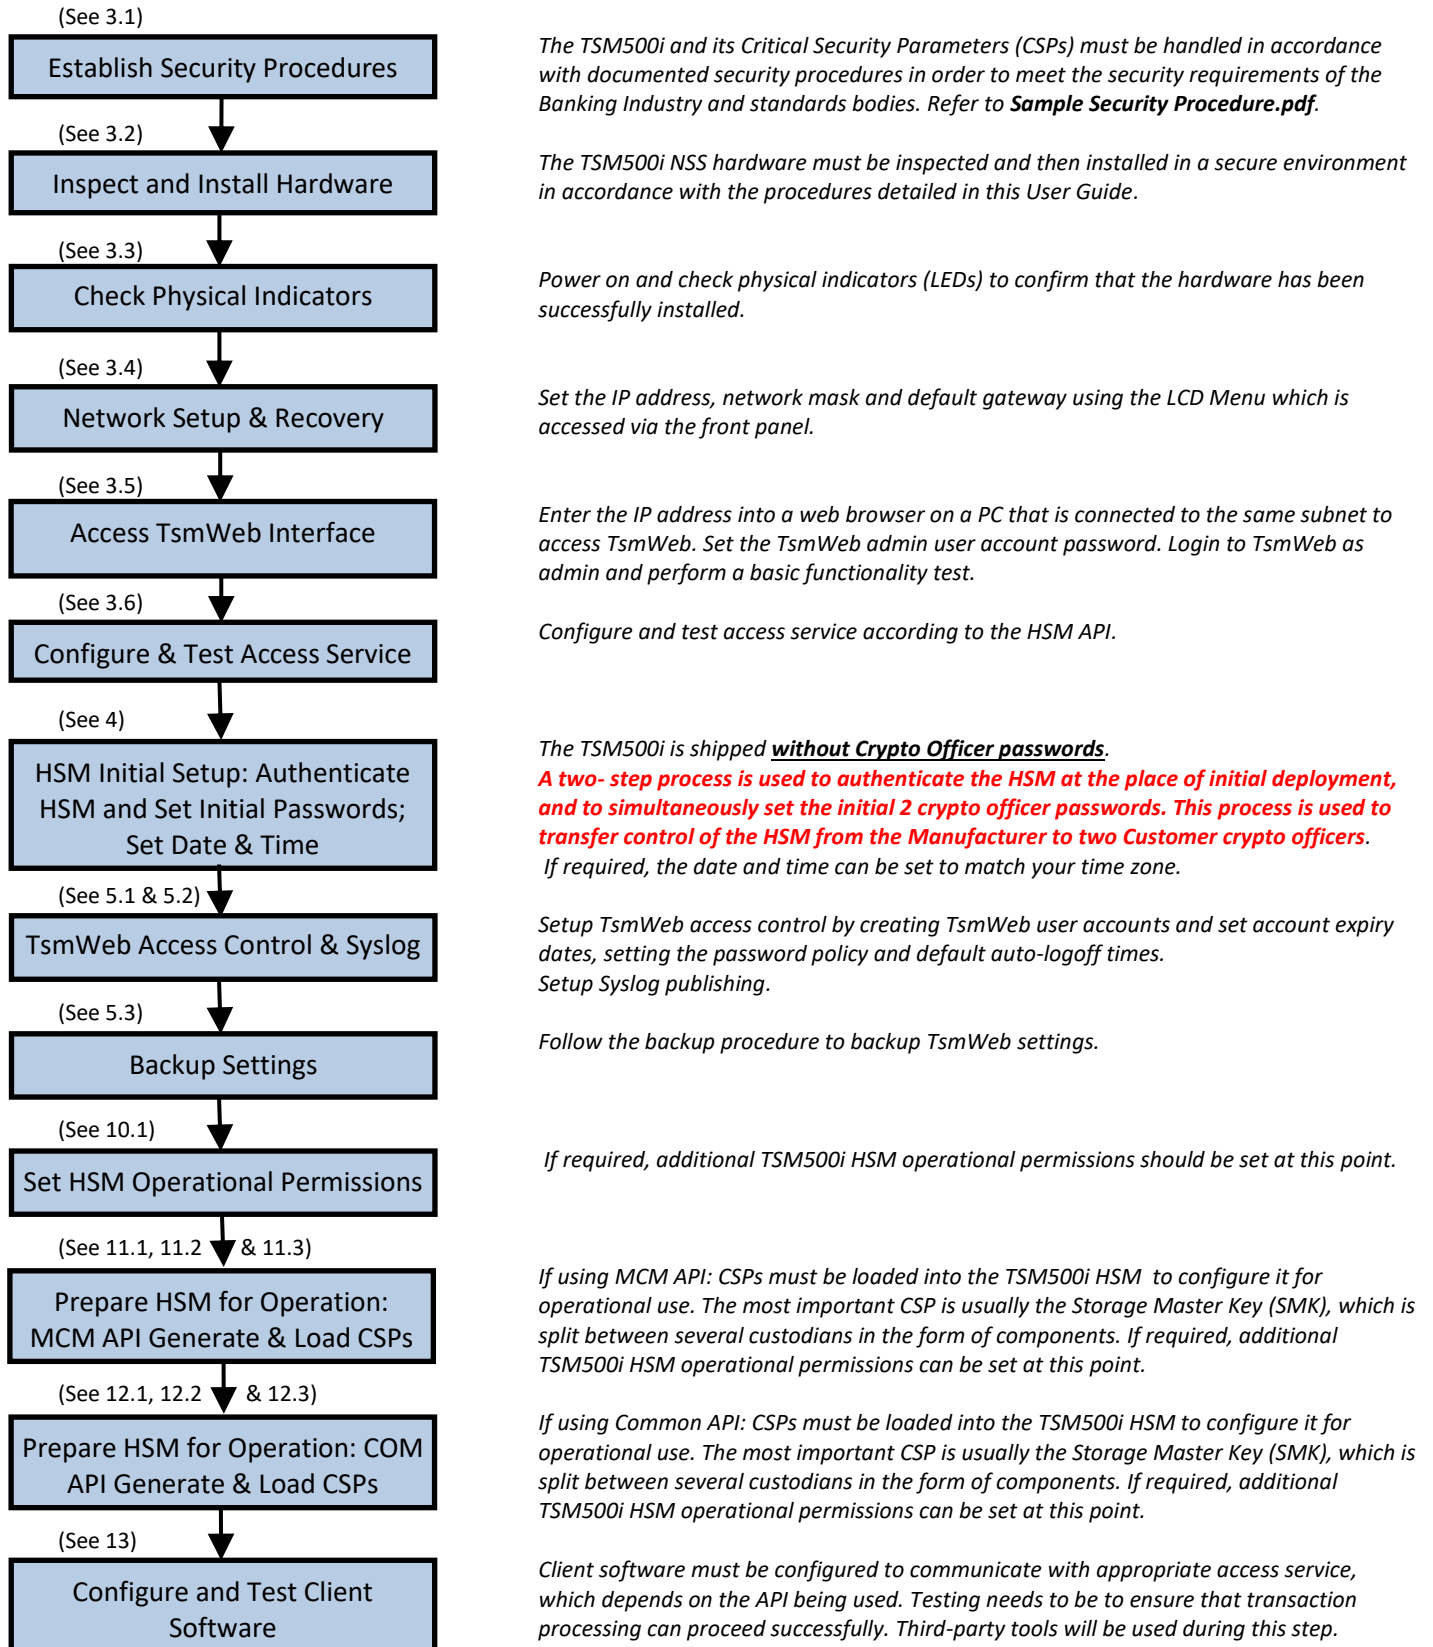 (See 3.1)
Establish Security Procedures
The TSM500i and its Critical Security Parameters (CSPs) must be handled in accordance
with documented security procedures in order to meet the security requirements of the
Banking Industry and standards bodies. Refer to Sample Security Procedure.pdf.
(See 3.2)
Inspect and Install Hardware
The TSM500i NSS hardware must be inspected and then installed in a secure environment
in accordance with the procedures detailed in this User Guide.
(See 3.3)
Check Physical Indicators
Power on and check physical indicators (LEDs) to confirm that the hardware has been
successfully installed.
(See 3.4)
Network Setup & Recovery
Set the IP address, network mask and default gateway using the LCD Menu which is
accessed via the front panel.
(See 3.5)
Access TsmWeb Interface
Enter the IP address into a web browser on a PC that is connected to the same subnet to
access TsmWeb. Set the TsmWeb admin user account password. Login to TsmWeb as
admin and perform a basic functionality test.
(See 3.6)
Configure & Test Access Service
Configure and test access service according to the HSM API.
(See 4)
HSM Initial Setup: Authenticate
HSM and Set Initial Passwords;
Set Date & Time
The TSM500i is shipped without Crypto Officer passwords.
A two- step process is used to authenticate the HSM at the place of initial deployment,
and to simultaneously set the initial 2 crypto officer passwords. This process is used to
transfer control of the HSM from the Manufacturer to two Customer crypto officers.
If required, the date and time can be set to match your time zone.
(See 5.1 & 5.2)
TsmWeb Access Control & Syslog
Setup TsmWeb access control by creating TsmWeb user accounts and set account expiry
dates, setting the password policy and default auto-logoff times.
Setup Syslog publishing.
(See 5.3)
Backup Settings
Follow the backup procedure to backup TsmWeb settings.
(See 10.1)
Set HSM Operational Permissions
If required, additional TSM500i HSM operational permissions should be set at this point.
(See 11.1, 11.2 & 11.3)
Prepare HSM for Operation:
MCM API Generate & Load CSPs
If using MCM API: CSPs must be loaded into the TSM500i HSM to configure it for
operational use. The most important CSP is usually the Storage Master Key (SMK), which is
split between several custodians in the form of components. If required, additional
TSM500i HSM operational permissions can be set at this point.
(See 12.1, 12.2 & 12.3)
Prepare HSM for Operation: COM
API Generate & Load CSPs
If using Common API: CSPs must be loaded into the TSM500i HSM to configure it for
operational use. The most important CSP is usually the Storage Master Key (SMK), which is
split between several custodians in the form of components. If required, additional
TSM500i HSM operational permissions can be set at this point.
(See 13)
Configure and Test Client
Software
Client software must be configured to communicate with appropriate access service,
which depends on the API being used. Testing needs to be to ensure that transaction
processing can proceed successfully. Third-party tools will be used during this step.